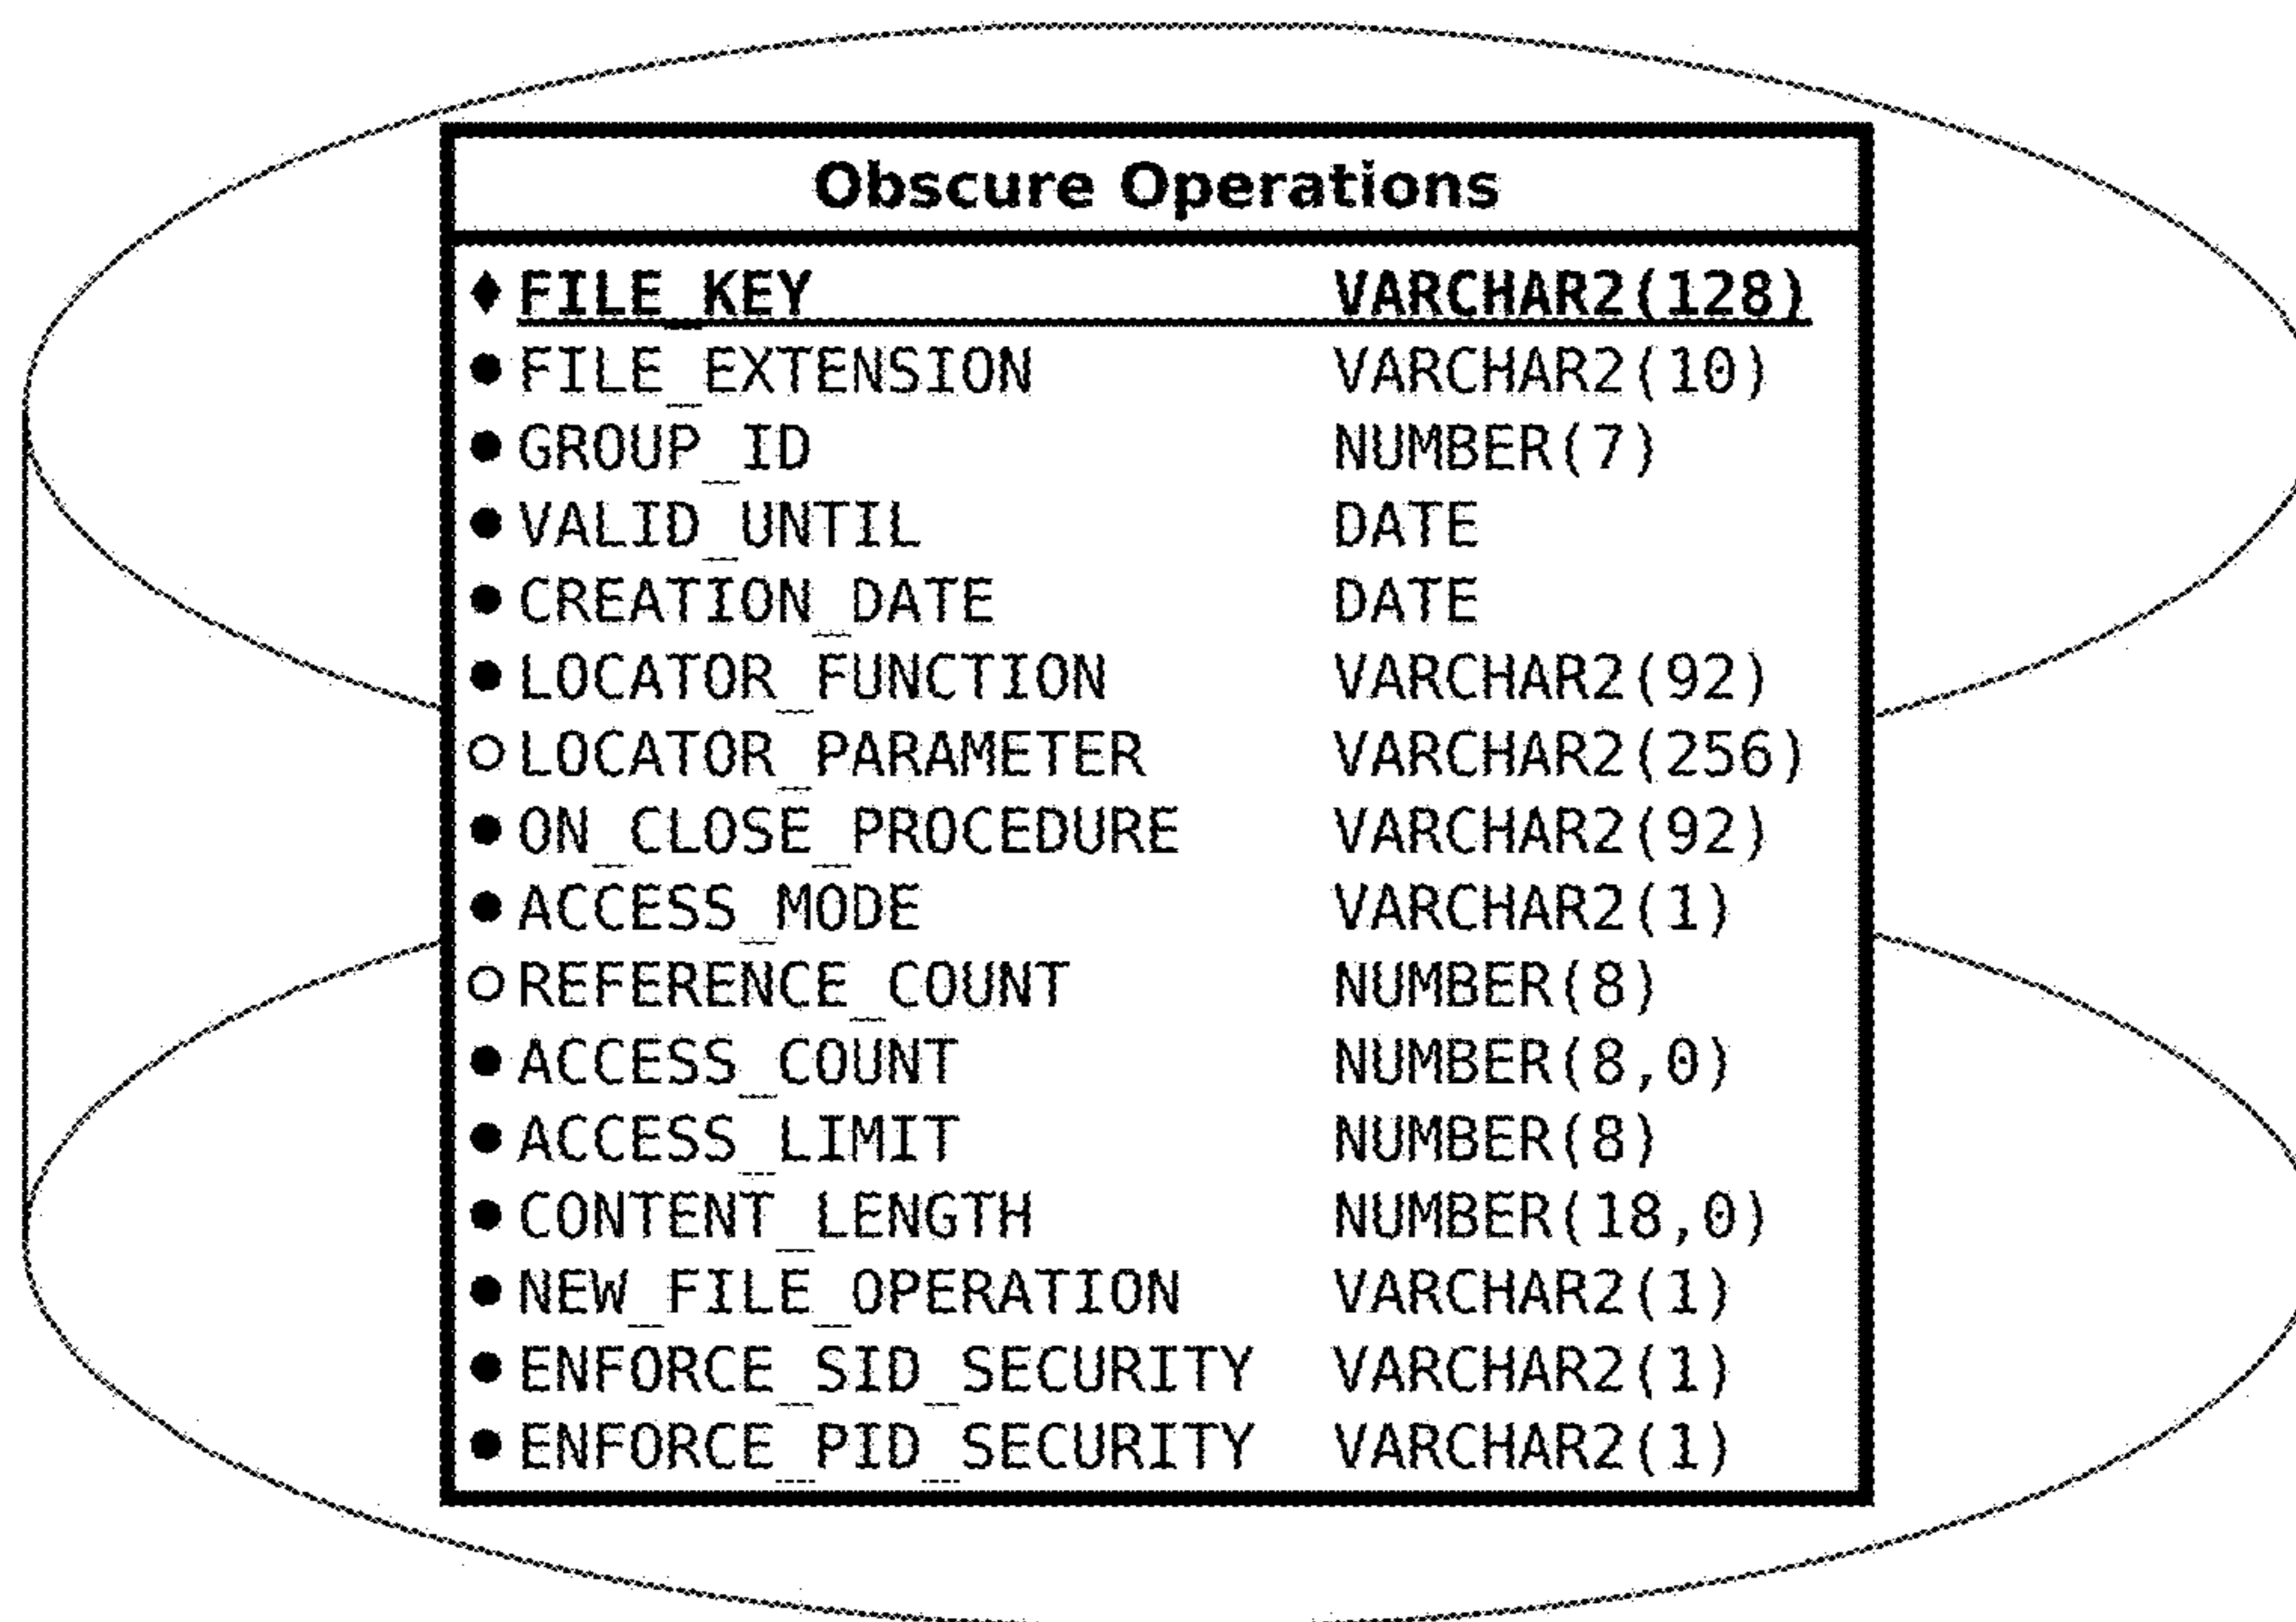 Obscure Operations
♦ FILE_KEY VARCHAR2(128)
● FILE_EXTENSION VARCHAR2(10)
● GROUP_ID NUMBER(7)
● VALID_UNTIL DATE
● CREATION_DATE DATE
● LOCATOR_FUNCTION VARCHAR2(92)
○ LOCATOR_PARAMETER VARCHAR2(256)
● ON_CLOSE_PROCEDURE VARCHAR2(92)
● ACCESS_MODE VARCHAR2(1)
○ REFERENCE_COUNT NUMBER(8)
● ACCESS_COUNT NUMBER(8,0)
● ACCESS_LIMIT NUMBER(8)
● CONTENT_LENGTH NUMBER(18,0)
● NEW_FILE_OPERATION VARCHAR2(1)
● ENFORCE_SID_SECURITY VARCHAR2(1)
● ENFORCE_PID_SECURITY VARCHAR2(1)